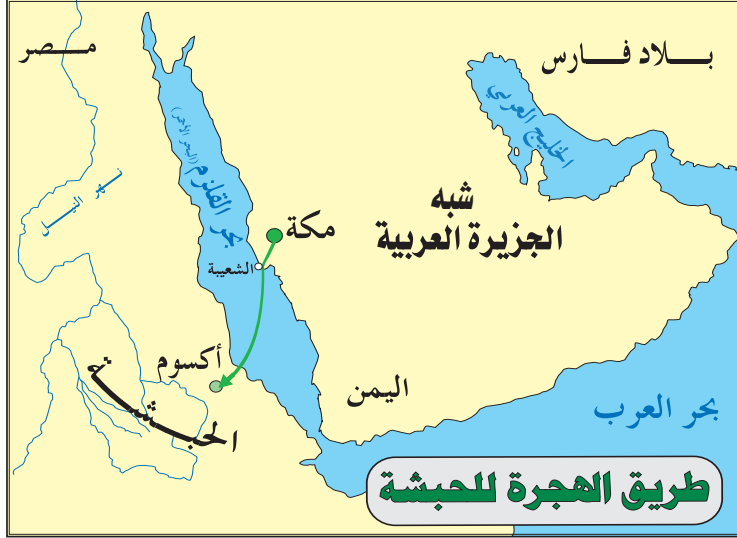 مصر
بلاد فارس
الخليج العربي
(البحر الأحمر)
بحر القلزم
نهر النيل
شبه
الجزيرة العربية
مكة
الشعيبة
أكسوم
الحبشة
اليمن
بحر العرب
طريق الهجرة للحبشة